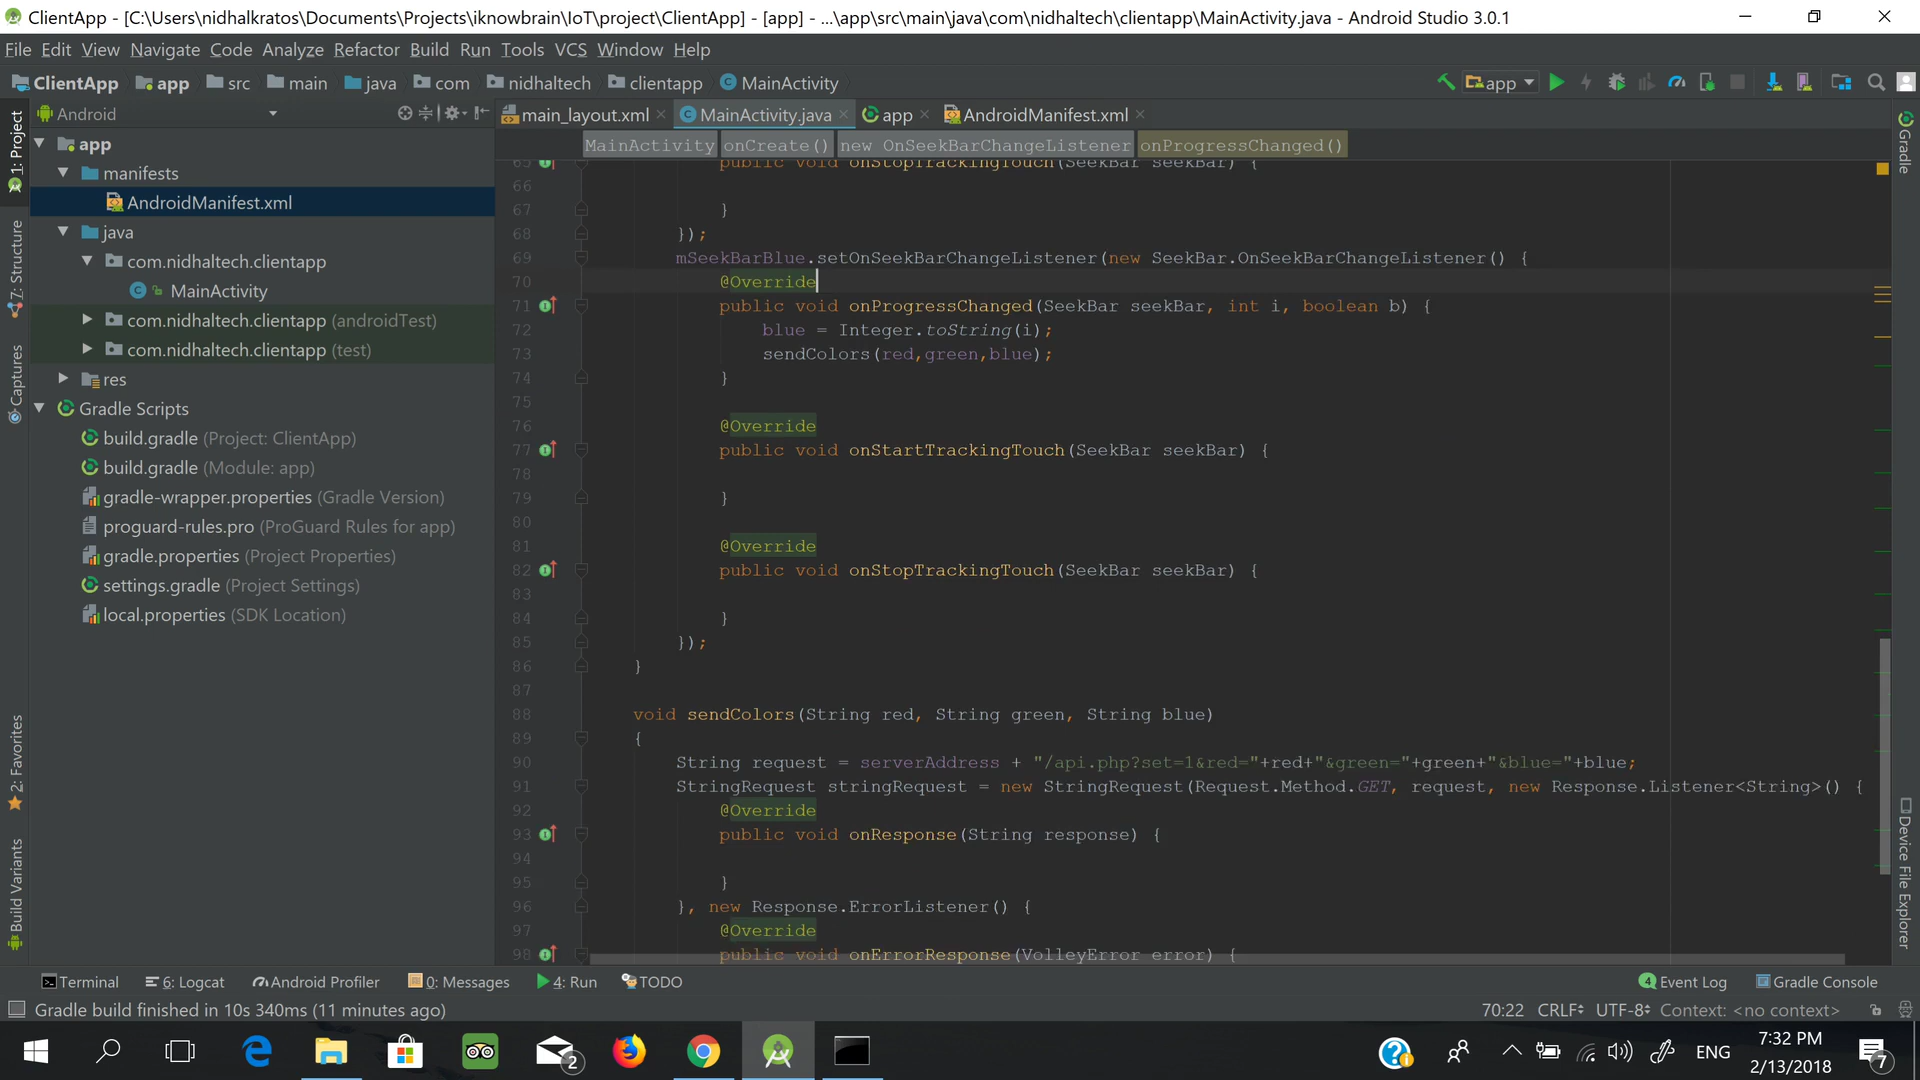 ClientApp - [C:\Users\nidhalkratos\Documents\Projects\iknowbrain\IoT\project\ClientApp] - [app] - ...\app\src\main\java\com\nidhaltech\clientapp\MainActivity.java - Android Studio 3.0.1
File Edit View Navigate Code Analyze Refactor Build Run Tools VCS Window Help
ClientApp app src main java com nidhaltech clientapp MainActivity app
Android
main_layout.xml MainActivity.java app AndroidManifest.xml
MainActivity onCreate() new OnSeekBarChangeListener onProgressChanged()
1: Project
7: Structure
Captures
2: Favorites
Build Variants
app
manifests
AndroidManifest.xml
java
com.nidhaltech.clientapp
MainActivity
com.nidhaltech.clientapp (androidTest)
com.nidhaltech.clientapp (test)
res
Gradle Scripts
build.gradle (Project: ClientApp)
build.gradle (Module: app)
gradle-wrapper.properties (Gradle Version)
proguard-rules.pro (ProGuard Rules for app)
gradle.properties (Project Properties)
settings.gradle (Project Settings)
local.properties (SDK Location)
65 public void onStopTrackingTouch(SeekBar seekBar) {
66
67 }
68 });
69 mSeekBarBlue.setOnSeekBarChangeListener(new SeekBar.OnSeekBarChangeListener() {
70 @Override
71 public void onProgressChanged(SeekBar seekBar, int i, boolean b) {
72 blue = Integer.toString(i);
73 sendColors(red,green,blue);
74 }
75
76 @Override
77 public void onStartTrackingTouch(SeekBar seekBar) {
78
79 }
80
81 @Override
82 public void onStopTrackingTouch(SeekBar seekBar) {
83
84 }
85 });
86 }
87
88 void sendColors(String red, String green, String blue)
89 {
90 String request = serverAddress + "/api.php?set=1&red="+red+"&green="+green+"&blue="+blue;
91 StringRequest stringRequest = new StringRequest(Request.Method.GET, request, new Response.Listener<String>() {
92 @Override
93 public void onResponse(String response) {
94
95 }
96 }, new Response.ErrorListener() {
97 @Override
98 public void onErrorResponse(VolleyError error) {
Gradle
Device File Explorer
Terminal 6: Logcat Android Profiler 0: Messages 4: Run TODO 4 Event Log Gradle Console
Gradle build finished in 10s 340ms (11 minutes ago) 70:22 CRLF UTF-8 Context: <no context>
2 ENG 7:32 PM
2/13/2018 7